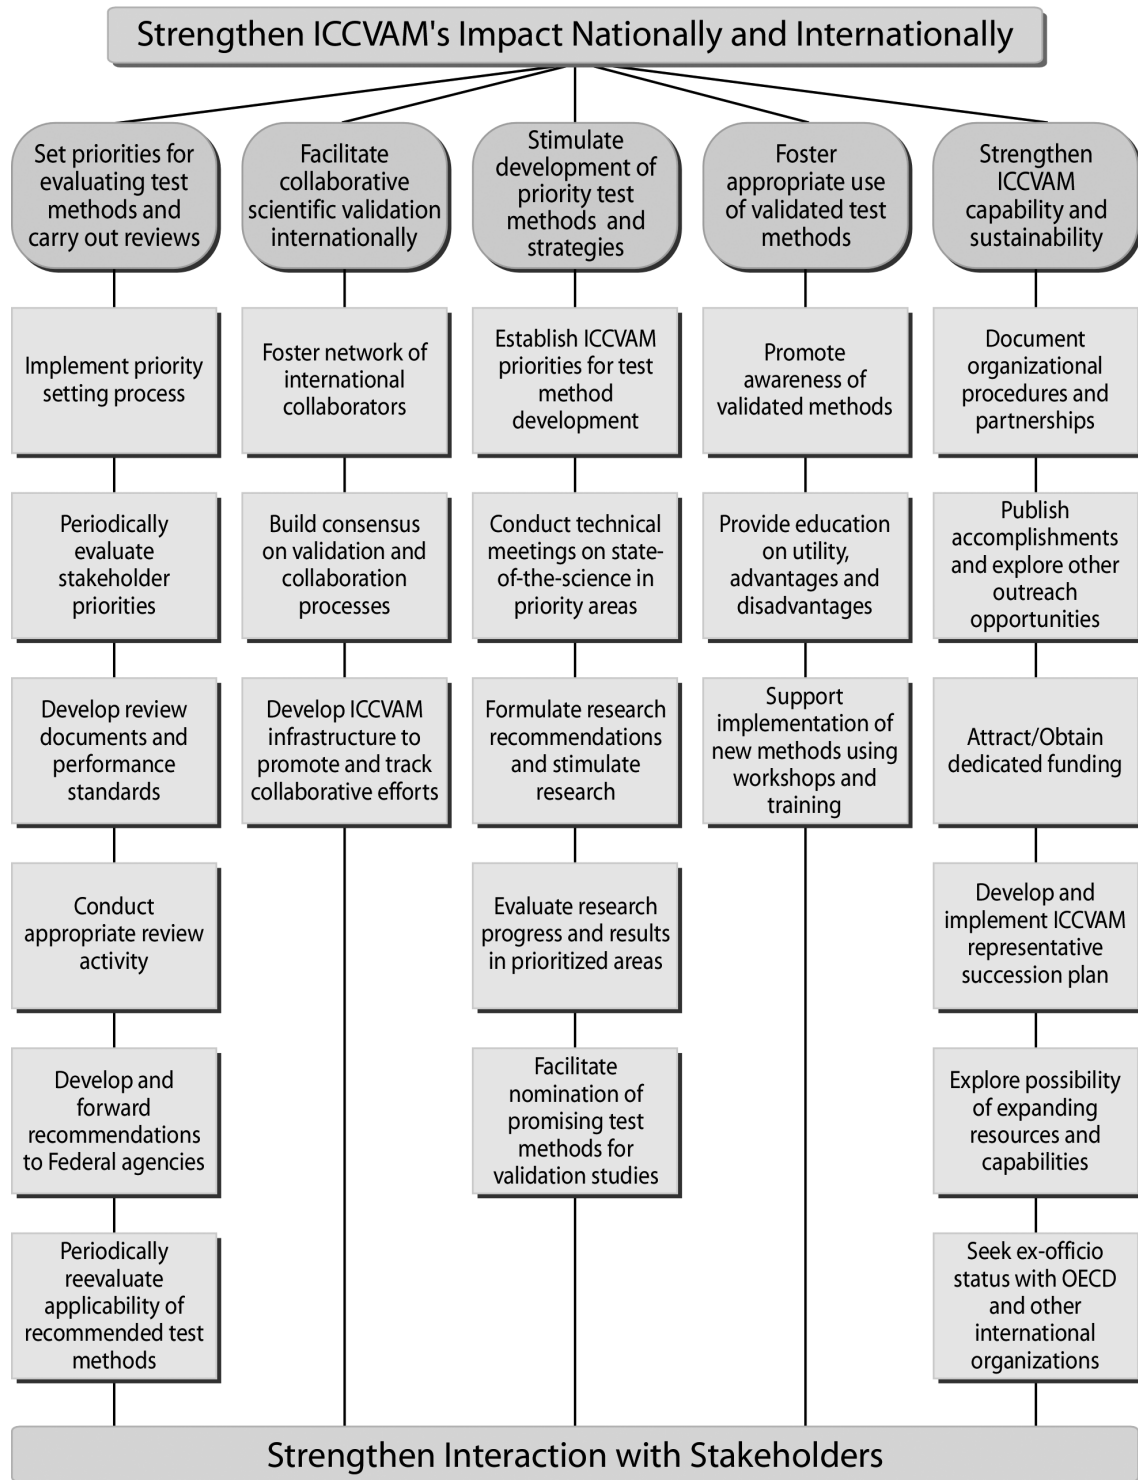 Strengthen ICCVAM's Impact Nationally and Internationally
Set priorities for
evaluating test
methods and
carry out reviews
Implement priority
setting process
Periodically
evaluate
stakeholder
priorities
Develop review
documents and
performance
standards
Conduct
appropriate review
activity
Develop and
forward
recommendations
to Federal agencies
Periodically
reevaluate
applicability of
recommended test
methods
Facilitate
collaborative
scientific validation
internationally
Foster network of
international
collaborators
Build consensus
on validation and
collaboration
processes
Develop ICCVAM
infrastructure to
promote and track
collaborative efforts
Stimulate
development of
priority test
methods and
strategies
Establish ICCVAM
priorities for test
method
development
Conduct technical
meetings on state-
of-the-science in
priority areas
Formulate research
recommendations
and stimulate
research
Evaluate research
progress and results
in prioritized areas
Facilitate
nomination of
promising test
methods for
validation studies
Foster
appropriate use
of validated test
methods
Promote
awareness of
validated methods
Provide education
on utility,
advantages and
disadvantages
Support
implementation of
new methods using
workshops and
training
Strengthen
ICCVAM
capability and
sustainability
Document
organizational
procedures and
partnerships
Publish
accomplishments
and explore other
outreach
opportunities
Attract/Obtain
dedicated funding
Develop and
implement ICCVAM
representative
succession plan
Explore possibility
of expanding
resources and
capabilities
Seek ex-officio
status with OECD
and other
international
organizations
Strengthen Interaction with Stakeholders